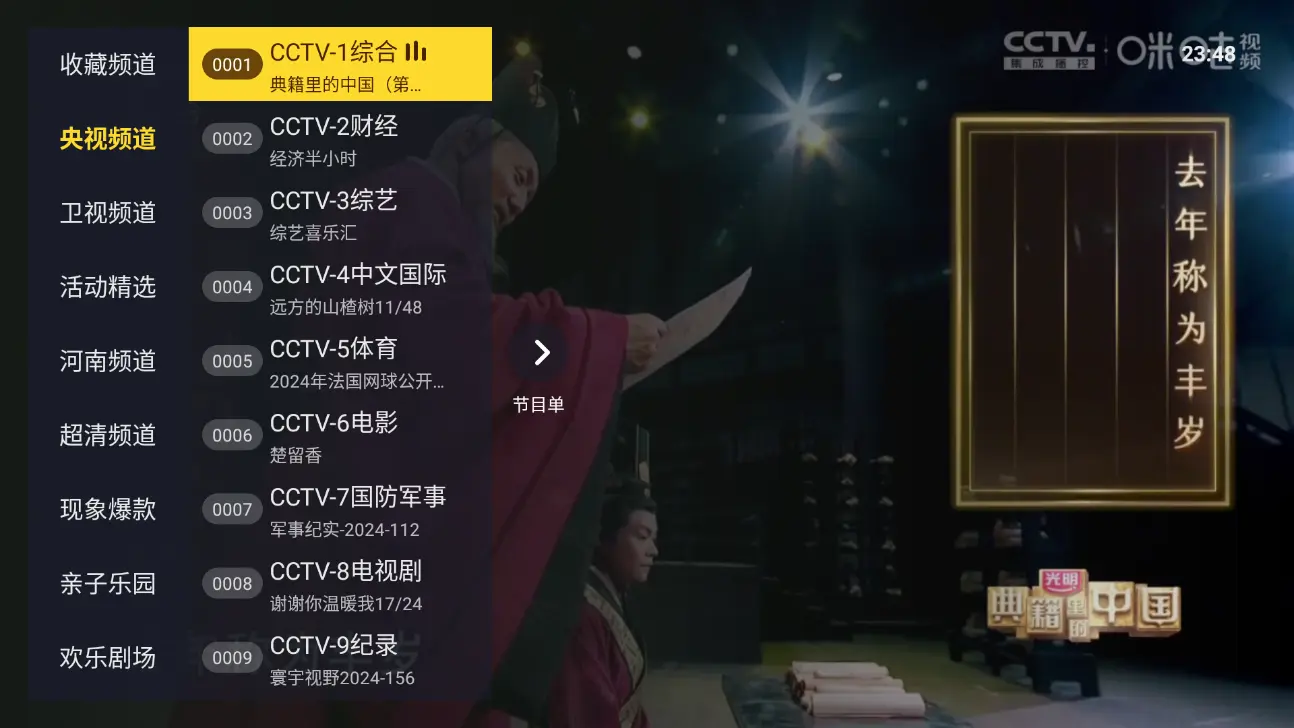 收藏频道
央视频道
卫视频道
活动精选
河南频道
超清频道
现象爆款
亲子乐园
欢乐剧场
0001
CCTV-1综合
典籍里的中国（第...
0002
CCTV-2财经
经济半小时
0003
CCTV-3综艺
综艺喜乐汇
0004
CCTV-4中文国际
远方的山楂树11/48
0005
CCTV-5体育
2024年法国网球公开...
0006
CCTV-6电影
楚留香
0007
CCTV-7国防军事
军事纪实-2024-112
0008
CCTV-8电视剧
谢谢你温暖我17/24
0009
CCTV-9纪录
寰宇视野2024-156
节目单
CCTV.
集成播控
咪咕视频
23:48
去年称为丰岁
光明
典籍里的中国